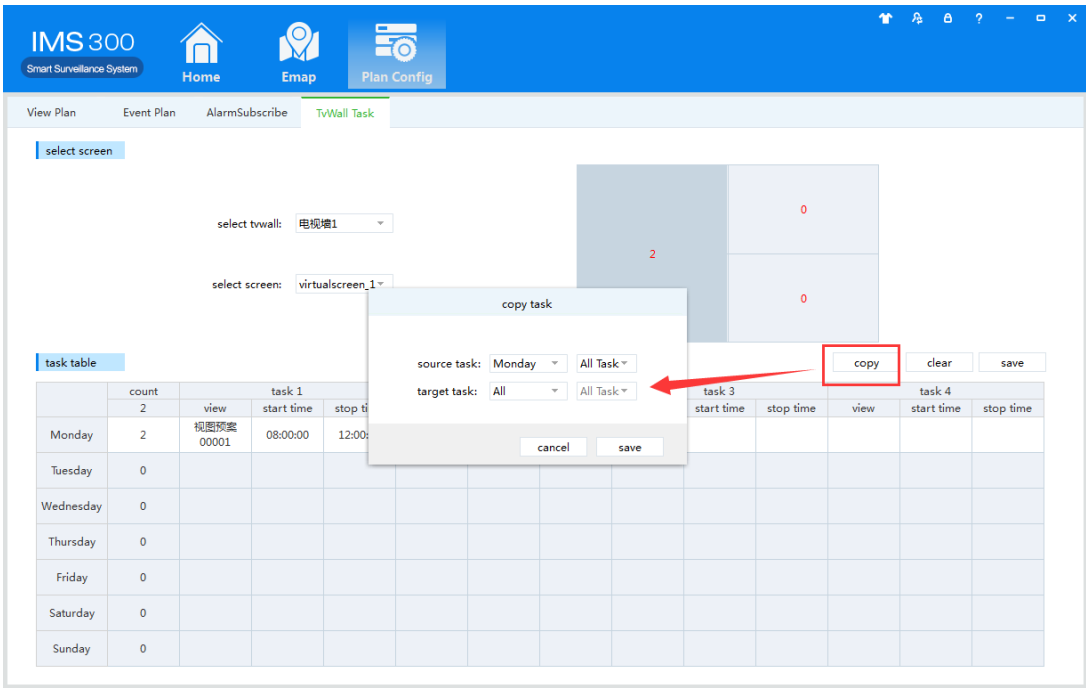 IMS 300
Smart Surveillance System
Home
Emap
Plan Config
?
View Plan
Event Plan
AlarmSubscribe
TvWall Task
select screen
select tvwall:
电视墙1
select screen:
virtualscreen_1
2
0
0
copy task
source task:
Monday
All Task
target task:
All
All Task
cancel
save
task table
copy
clear
save
count
task 1
task 3
task 4
2
view
start time
stop ti
start time
stop time
view
start time
stop time
Monday
2
视图预案
00001
08:00:00
12:00:
Tuesday
0
Wednesday
0
Thursday
0
Friday
0
Saturday
0
Sunday
0